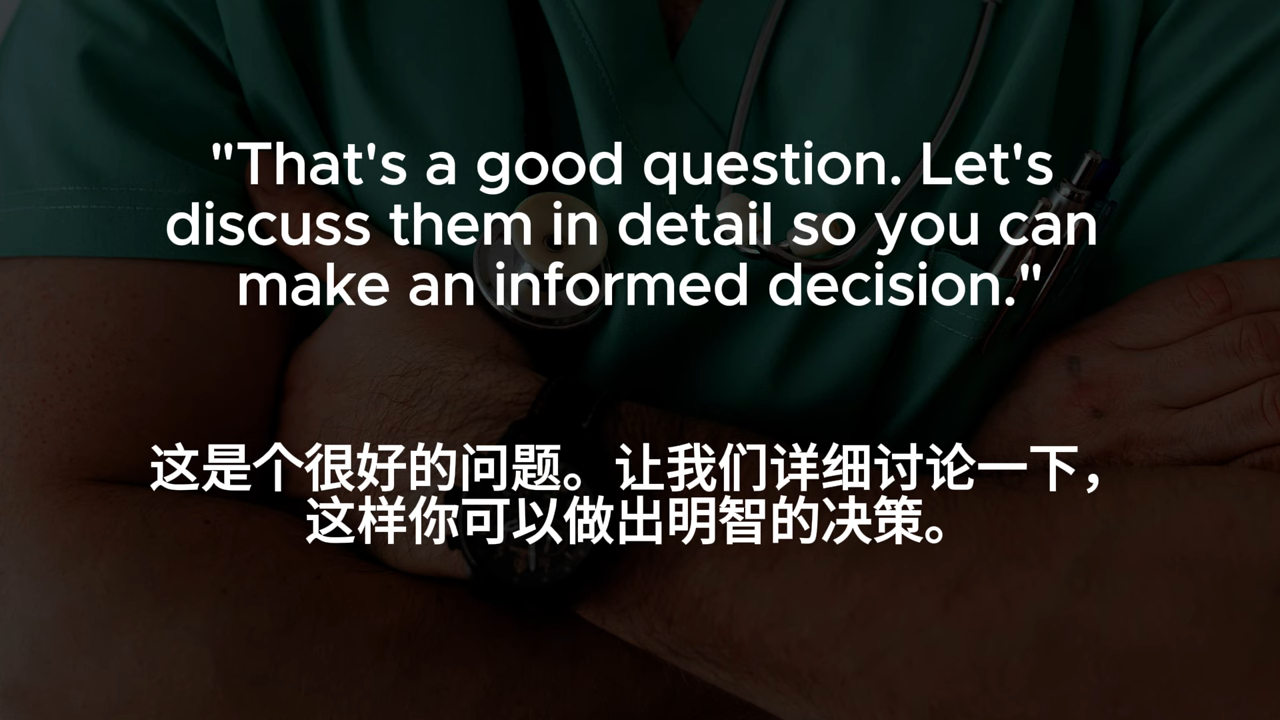 "That's a good question. Let's
discuss them in detail so you can
make an informed decision."
这是个很好的问题。让我们详细讨论一下，
这样你可以做出明智的决策。